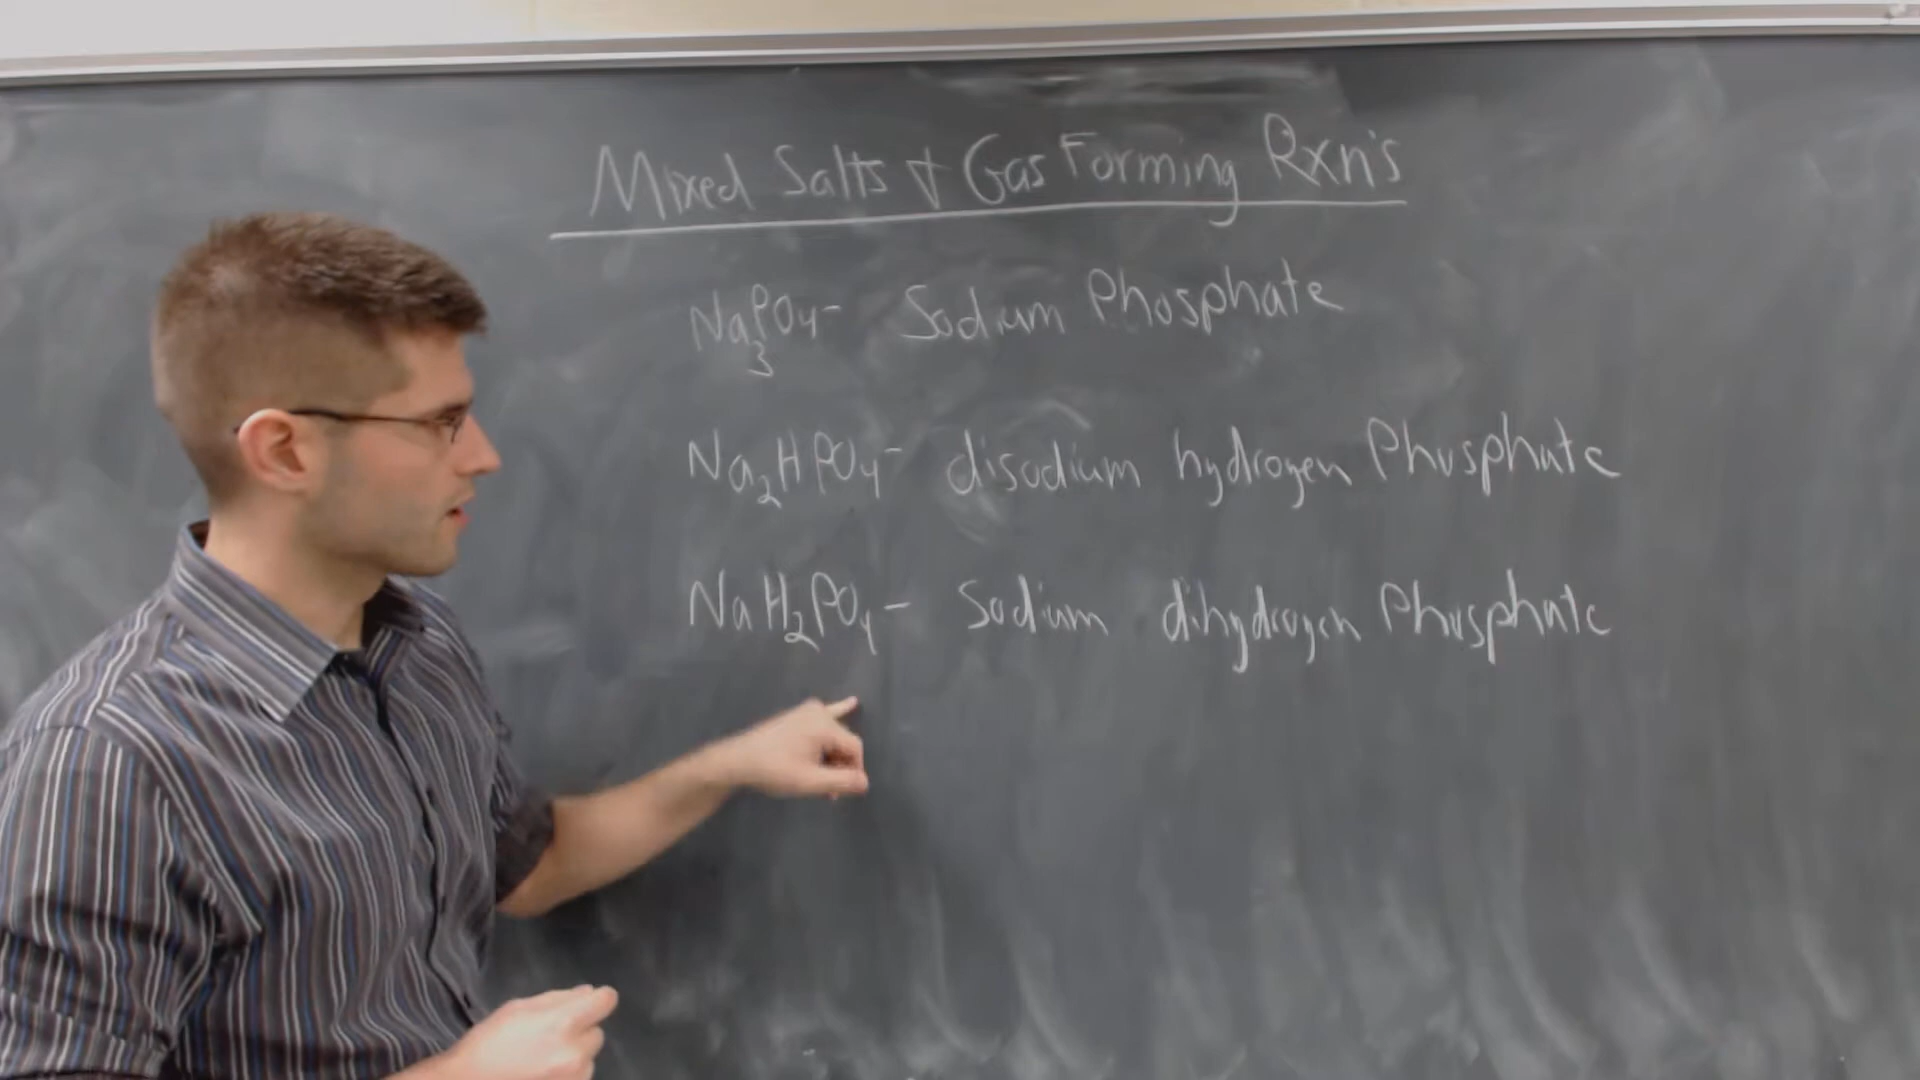 Mixed Salts & Gas Forming Rxn's
Na3PO4 - Sodium Phosphate
Na2HPO4 - disodium hydrogen Phosphate
NaH2PO4 - Sodium dihydrogen Phosphate